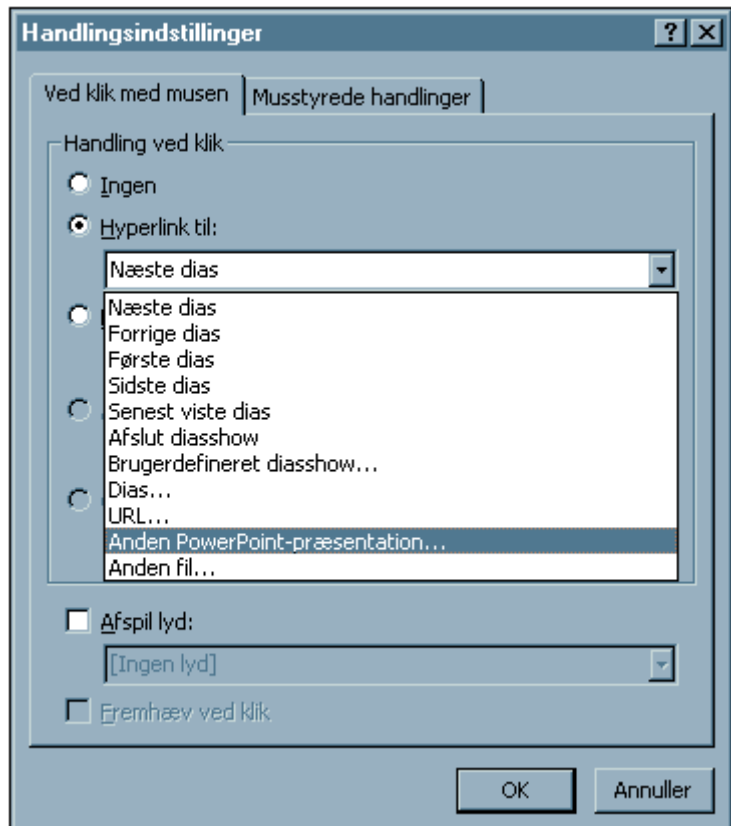 Handlingsindstillinger
Ved klik med musen
Musstyrede handlinger
Handling ved klik
Ingen
Hyperlink til:
Næste dias
Næste dias
Forrige dias
Første dias
Sidste dias
Senest viste dias
Afslut diasshow
Brugerdefineret diasshow...
Dias...
URL...
Anden PowerPoint-præsentation...
Anden fil...
Afspil lyd:
[Ingen lyd]
Fremhæv ved klik
OK
Annuller